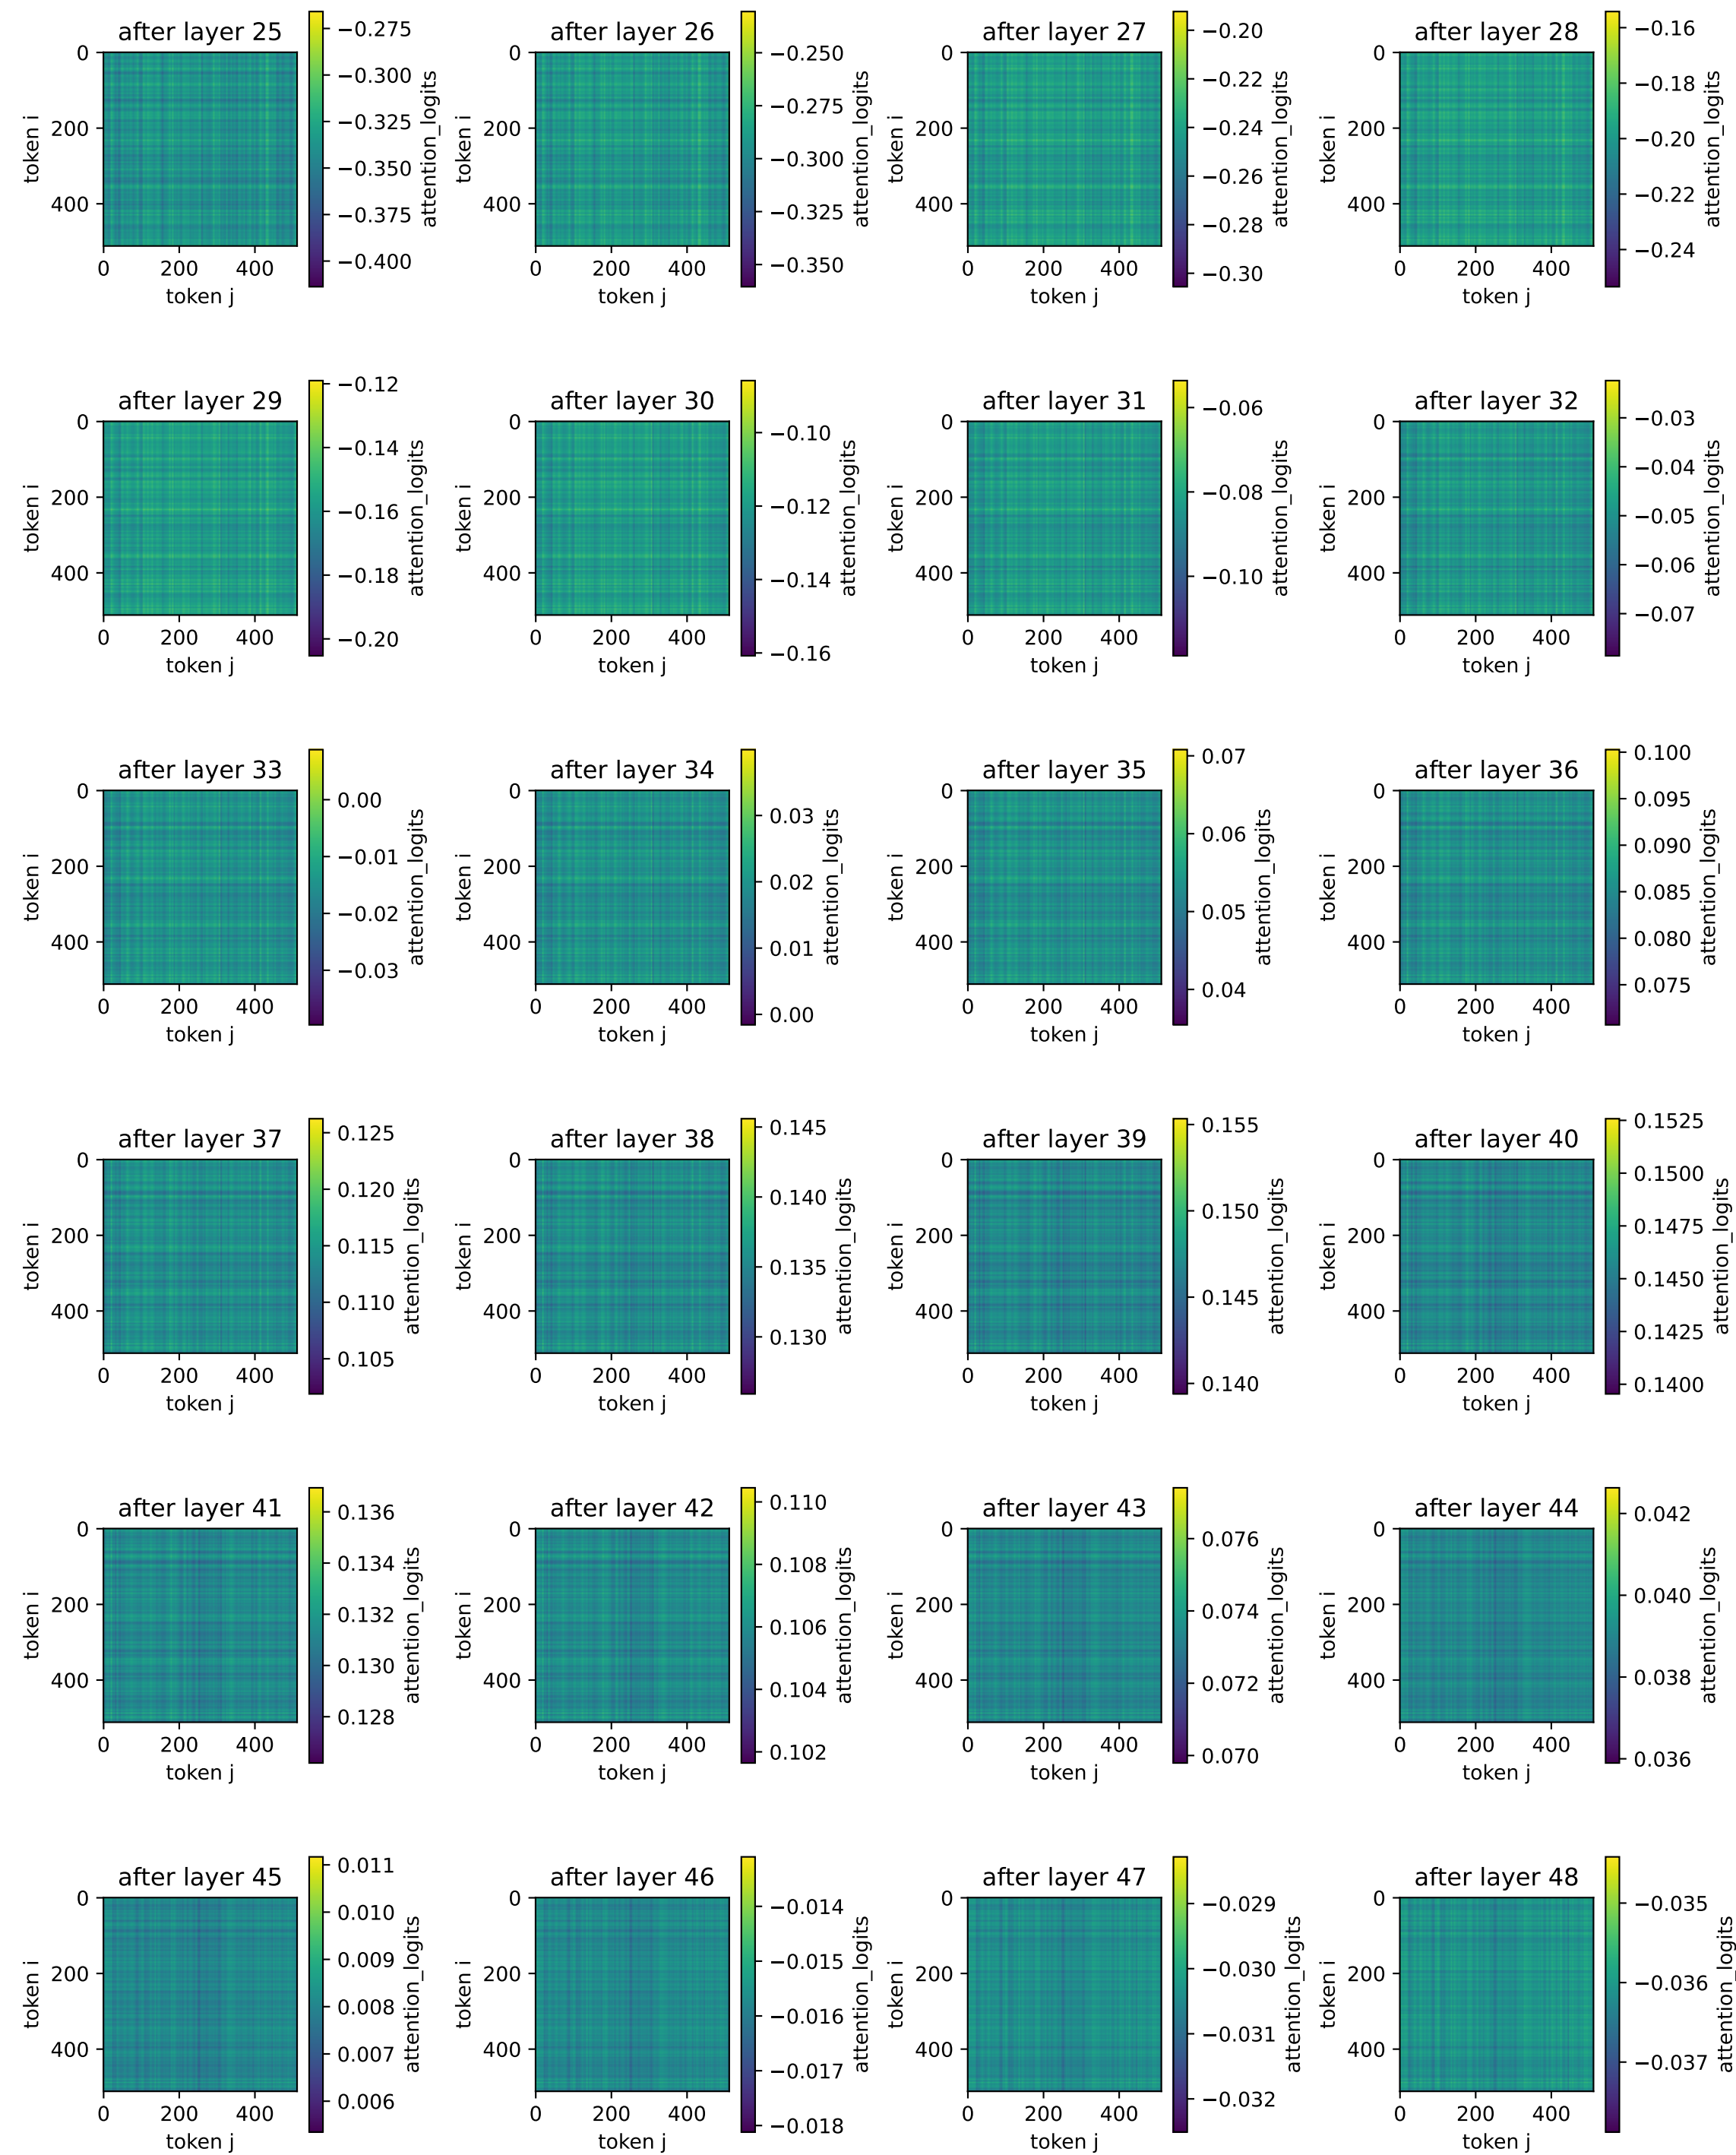 after layer 25
0
200
400
token i
0
200
400
token j
−0.275
−0.300
−0.325
−0.350
−0.375
−0.400
attention_logits
after layer 26
0
200
400
token i
0
200
400
token j
−0.250
−0.275
−0.300
−0.325
−0.350
attention_logits
after layer 27
0
200
400
token i
0
200
400
token j
−0.20
−0.22
−0.24
−0.26
−0.28
−0.30
attention_logits
after layer 28
0
200
400
token i
0
200
400
token j
−0.16
−0.18
−0.20
−0.22
−0.24
attention_logits
after layer 29
0
200
400
token i
0
200
400
token j
−0.12
−0.14
−0.16
−0.18
−0.20
attention_logits
after layer 30
0
200
400
token i
0
200
400
token j
−0.10
−0.12
−0.14
−0.16
attention_logits
after layer 31
0
200
400
token i
0
200
400
token j
−0.06
−0.08
−0.10
attention_logits
after layer 32
0
200
400
token i
0
200
400
token j
−0.03
−0.04
−0.05
−0.06
−0.07
attention_logits
after layer 33
0
200
400
token i
0
200
400
token j
0.00
−0.01
−0.02
−0.03
attention_logits
after layer 34
0
200
400
token i
0
200
400
token j
0.03
0.02
0.01
0.00
attention_logits
after layer 35
0
200
400
token i
0
200
400
token j
0.07
0.06
0.05
0.04
attention_logits
after layer 36
0
200
400
token i
0
200
400
token j
0.100
0.095
0.090
0.085
0.080
0.075
attention_logits
after layer 37
0
200
400
token i
0
200
400
token j
0.125
0.120
0.115
0.110
0.105
attention_logits
after layer 38
0
200
400
token i
0
200
400
token j
0.145
0.140
0.135
0.130
attention_logits
after layer 39
0
200
400
token i
0
200
400
token j
0.155
0.150
0.145
0.140
attention_logits
after layer 40
0
200
400
token i
0
200
400
token j
0.1525
0.1500
0.1475
0.1450
0.1425
0.1400
attention_logits
after layer 41
0
200
400
token i
0
200
400
token j
0.136
0.134
0.132
0.130
0.128
attention_logits
after layer 42
0
200
400
token i
0
200
400
token j
0.110
0.108
0.106
0.104
0.102
attention_logits
after layer 43
0
200
400
token i
0
200
400
token j
0.076
0.074
0.072
0.070
attention_logits
after layer 44
0
200
400
token i
0
200
400
token j
0.042
0.040
0.038
0.036
attention_logits
after layer 45
0
200
400
token i
0
200
400
token j
0.011
0.010
0.009
0.008
0.007
0.006
attention_logits
after layer 46
0
200
400
token i
0
200
400
token j
−0.014
−0.015
−0.016
−0.017
−0.018
attention_logits
after layer 47
0
200
400
token i
0
200
400
token j
−0.029
−0.030
−0.031
−0.032
attention_logits
after layer 48
0
200
400
token i
0
200
400
token j
−0.035
−0.036
−0.037
attention_logits